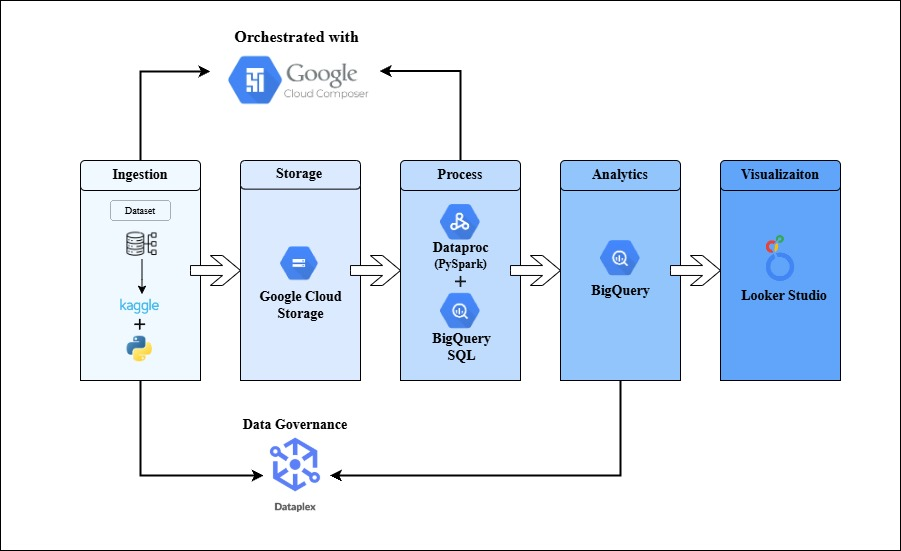 Orchestrated with
Google
Cloud Composer
Ingestion
Storage
Process
Analytics
Visualizaiton
Dataset
kaggle
+
Google Cloud
Storage
Dataproc
(PySpark)
+
BigQuery
SQL
BigQuery
Looker Studio
Data Governance
Dataplex